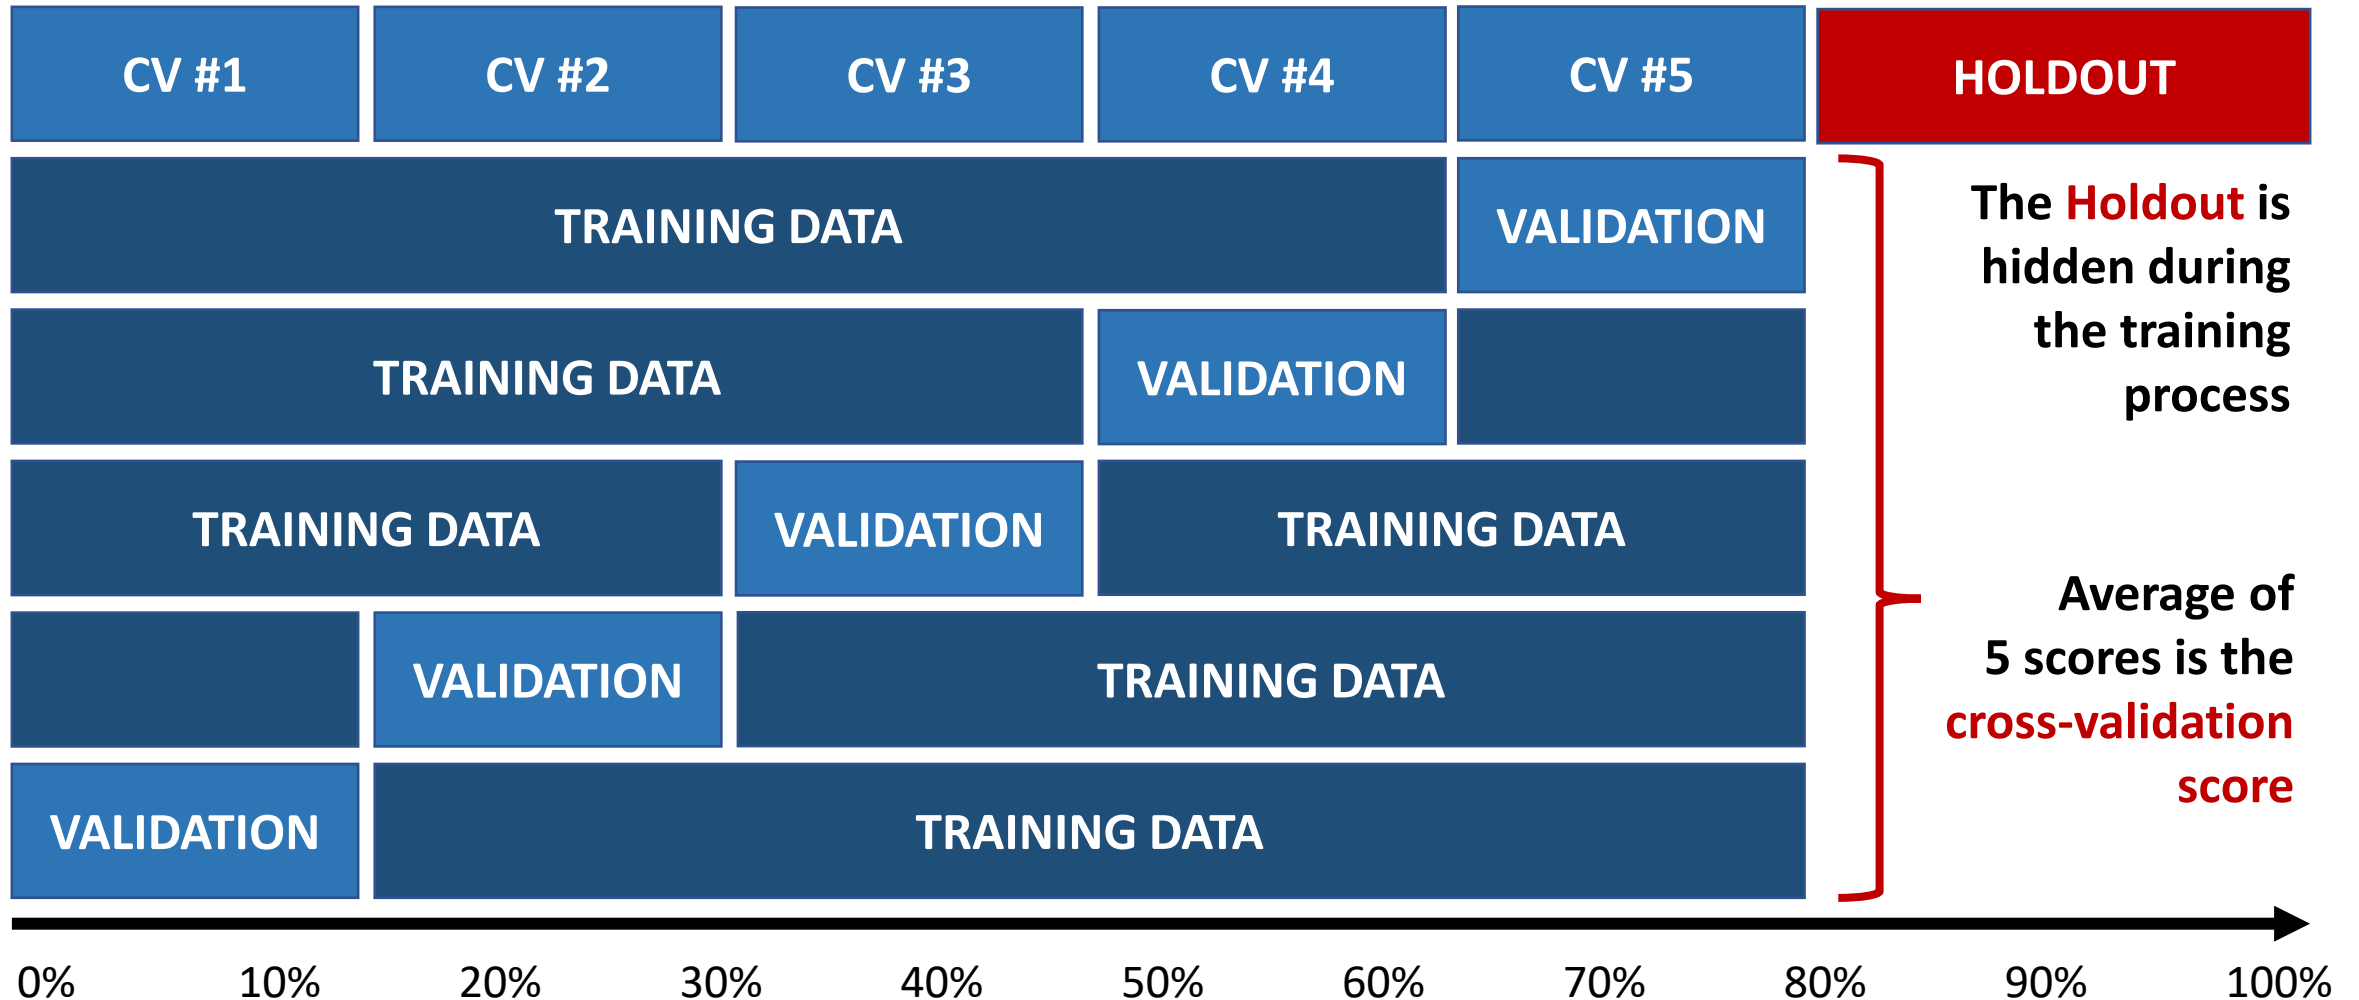 CV #1 CV #2 CV #3 CV #4 CV #5 HOLDOUT
TRAINING DATA VALIDATION
TRAINING DATA VALIDATION
TRAINING DATA VALIDATION TRAINING DATA
VALIDATION TRAINING DATA
VALIDATION TRAINING DATA
The Holdout is
hidden during
the training
process
Average of
5 scores is the
cross-validation
score
0% 10% 20% 30% 40% 50% 60% 70% 80% 90% 100%